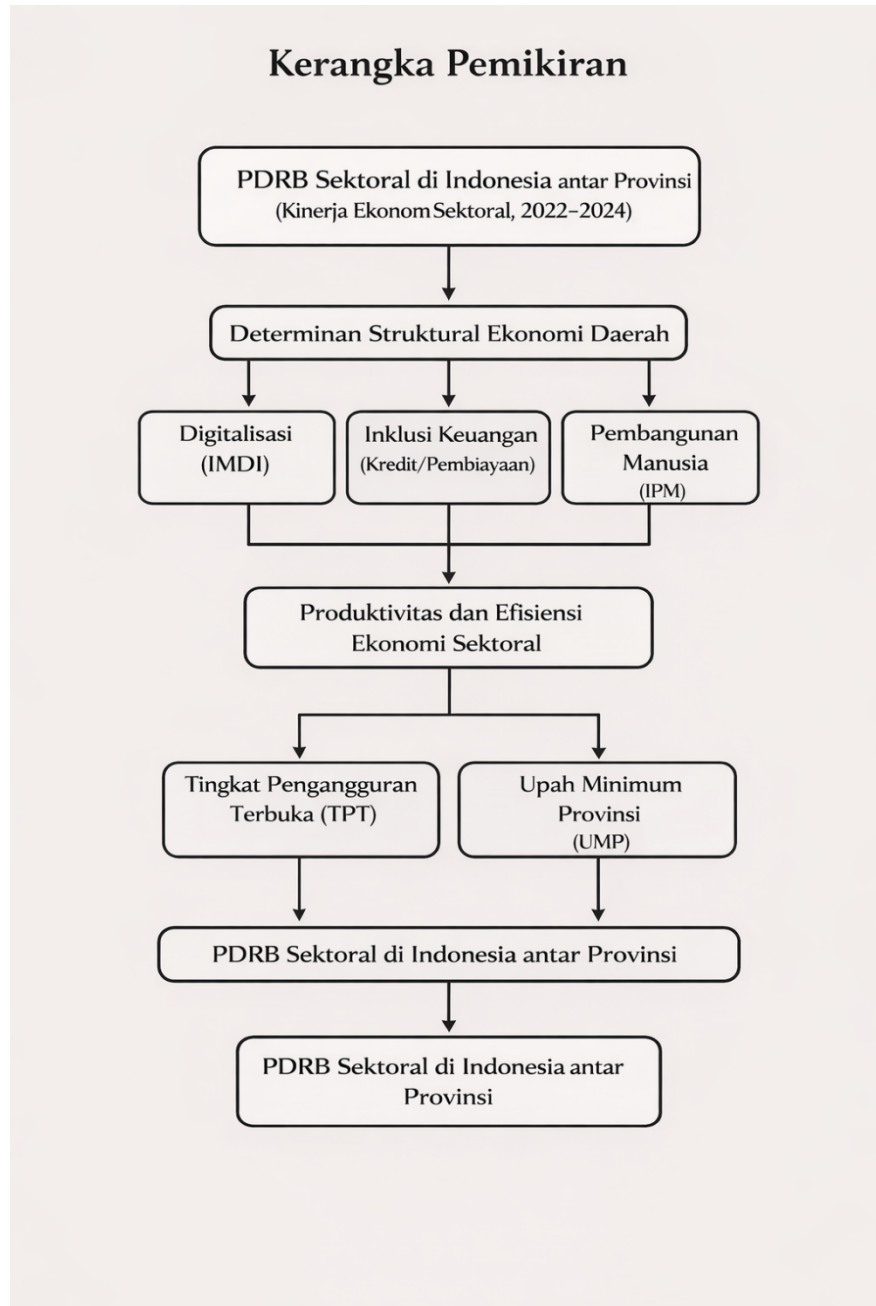 Kerangka Pemikiran
PDRB Sektoral di Indonesia antar Provinsi
(Kinerja Ekonom Sektoral, 2022–2024)
Determinan Struktural Ekonomi Daerah
Digitalisasi
(IMDI)
Inklusi Keuangan
(Kredit/Pembiayaan)
Pembangunan
Manusia
(IPM)
Produktivitas dan Efisiensi
Ekonomi Sektoral
Tingkat Pengangguran
Terbuka (TPT)
Upah Minimum
Provinsi
(UMP)
PDRB Sektoral di Indonesia antar Provinsi
PDRB Sektoral di Indonesia antar
Provinsi